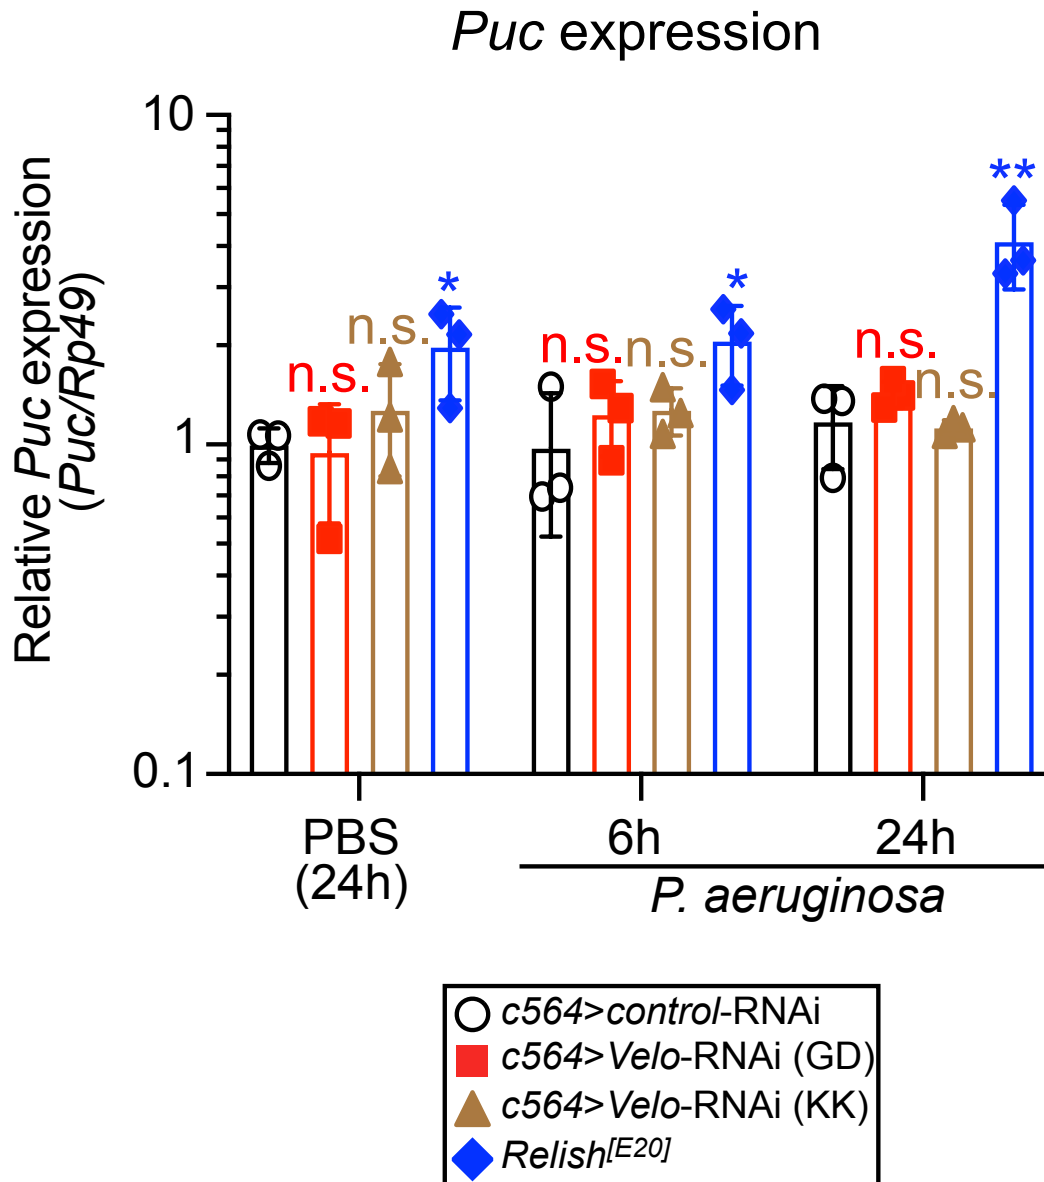 Puc expression
Relative Puc expression
(Puc/Rp49)
10
1
0.1
n.s.
n.s.
*
n.s.
n.s.
*
n.s.
n.s.
**
PBS
(24h)
6h
24h
P. aeruginosa
c564>control-RNAi
c564>Velo-RNAi (GD)
c564>Velo-RNAi (KK)
Relish[E20]